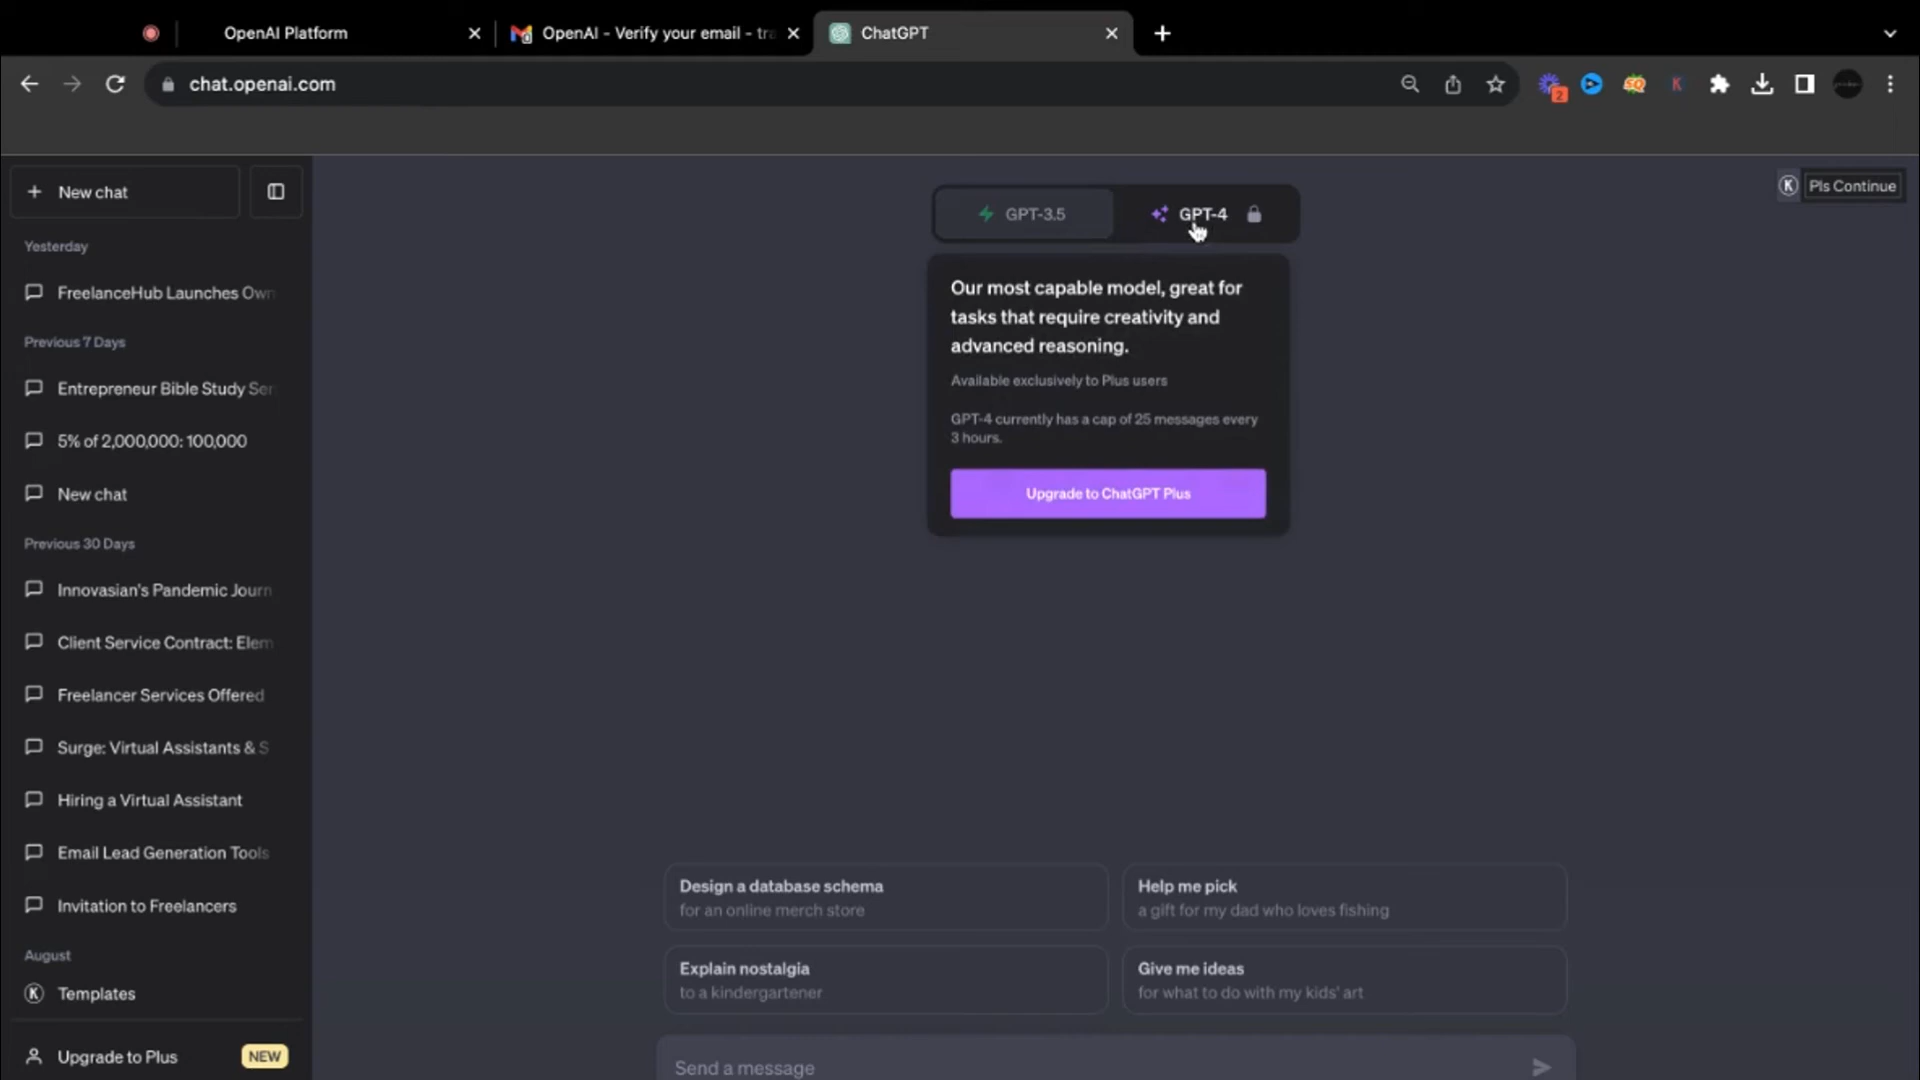 OpenAI Platform
OpenAI - Verify your email - tra
ChatGPT
chat.openai.com
2
SQ
K
New chat
Yesterday
FreelanceHub Launches Own
Previous 7 Days
Entrepreneur Bible Study Ser
5% of 2,000,000: 100,000
New chat
Previous 30 Days
Innovasian's Pandemic Journ
Client Service Contract: Elem
Freelancer Services Offered
Surge: Virtual Assistants & S
Hiring a Virtual Assistant
Email Lead Generation Tools
Invitation to Freelancers
August
K Templates
Upgrade to Plus NEW
GPT-3.5
GPT-4
K Pls Continue
Our most capable model, great for
tasks that require creativity and
advanced reasoning.
Available exclusively to Plus users
GPT-4 currently has a cap of 25 messages every
3 hours.
Upgrade to ChatGPT Plus
Design a database schema
for an online merch store
Help me pick
a gift for my dad who loves fishing
Explain nostalgia
to a kindergartener
Give me ideas
for what to do with my kids' art
Send a message